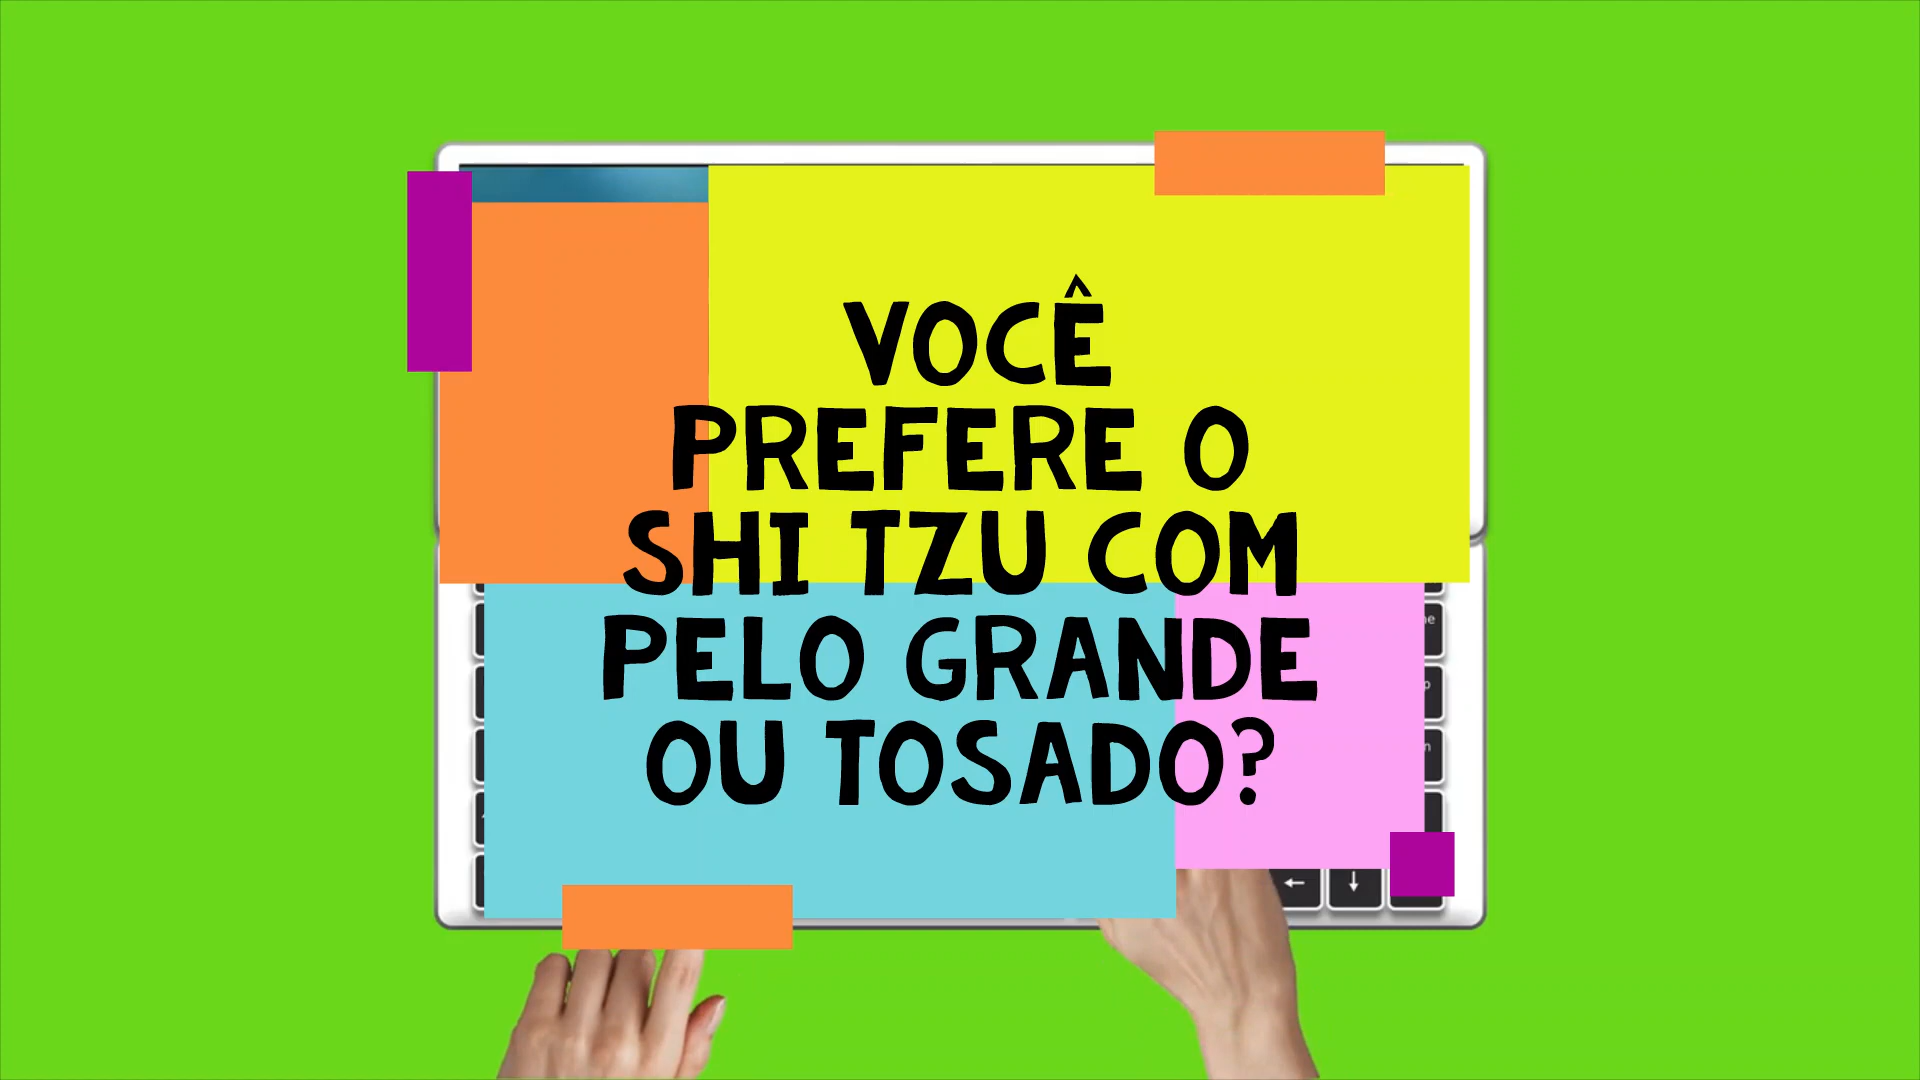 VOCÊ
PREFERE O
SHI TZU COM
PELO GRANDE
OU TOSADO?